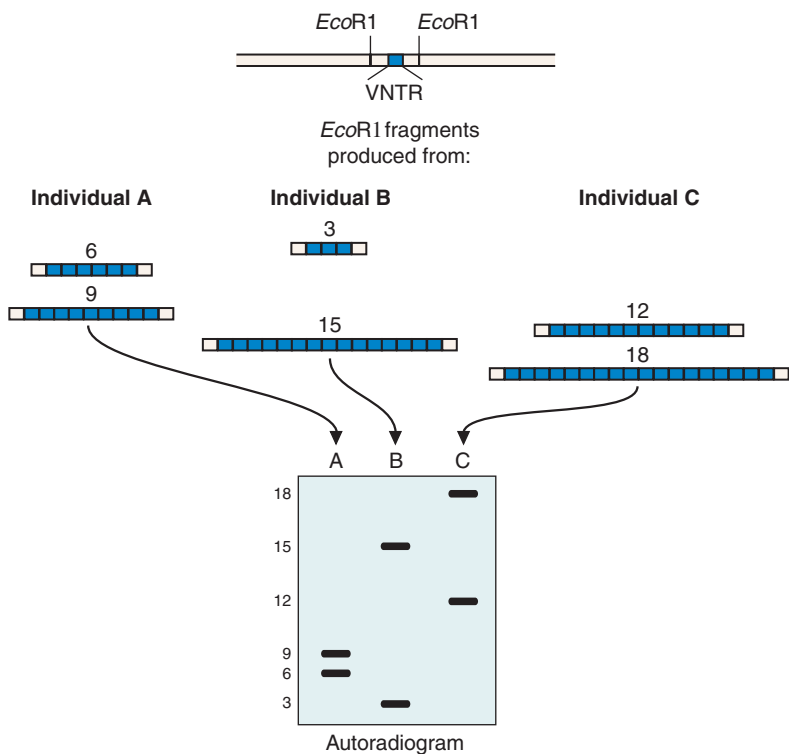 EcoR1 EcoR1
VNTR
EcoR1 fragments
produced from:
Individual A Individual B Individual C
3
6
9
15
12
18
A B C
18
15
12
9
6
3
Autoradiogram